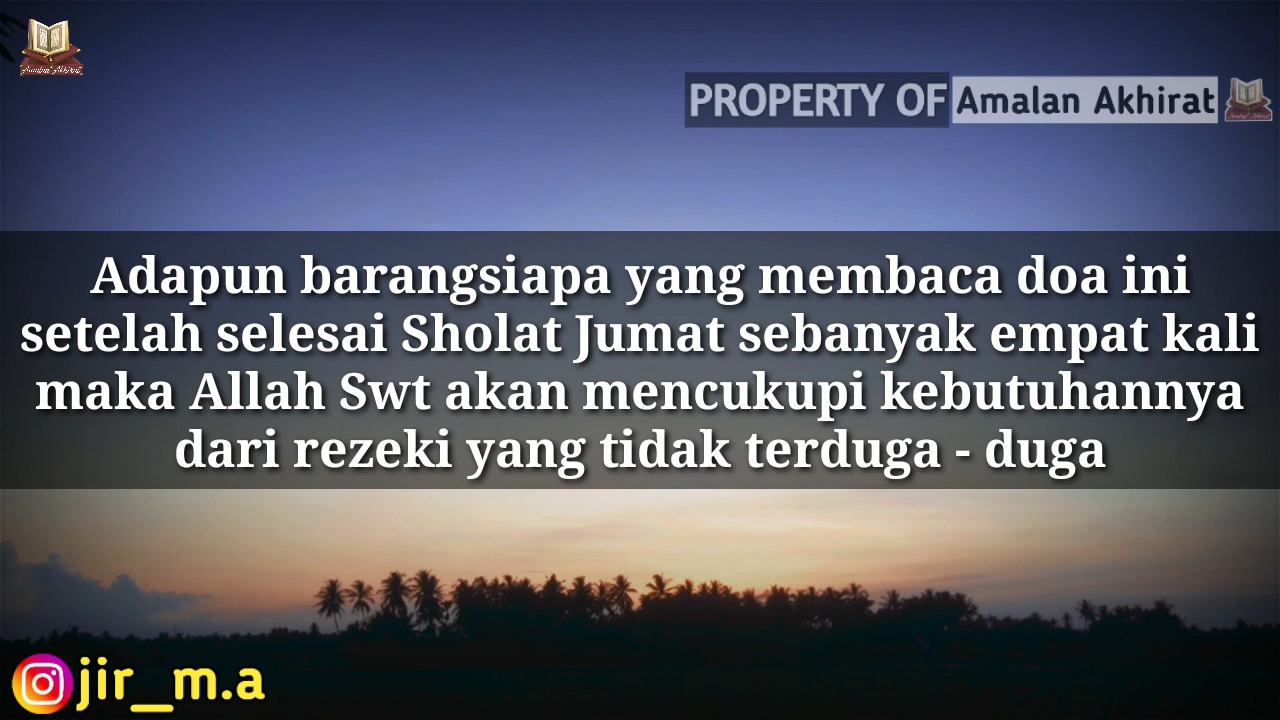 PROPERTY OF Amalan Akhirat
Adapun barangsiapa yang membaca doa ini
setelah selesai Sholat Jumat sebanyak empat kali
maka Allah Swt akan mencukupi kebutuhannya
dari rezeki yang tidak terduga - duga
jir_m.a